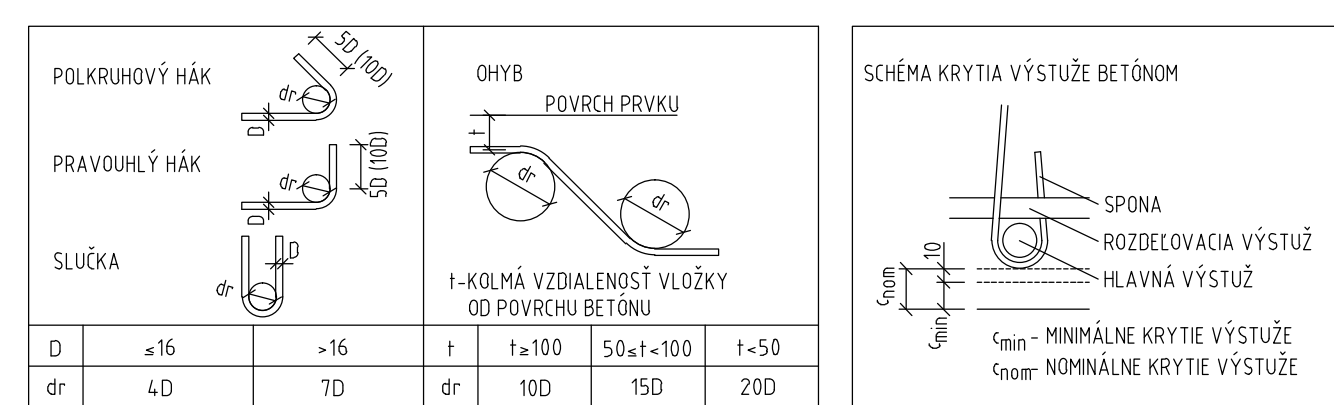 POLKRUHOVÝ HÁK
5D (10D)
dr
D
PRAVOUHLÝ HÁK
5D (10D)
dr
D
SLUČKA
D
dr
OHYB
POVRCH PRVKU
t
dr
dr
t-KOLMÁ VZDIALENOSŤ VLOŽKY
OD POVRCHU BETÓNU
D ≤16 >16
dr 4D 7D
t t≥100 50≤t<100 t<50
dr 10D 15D 20D
SCHÉMA KRYTIA VÝSTUŽE BETÓNOM
SPONA
ROZDEĽOVACIA VÝSTUŽ
HLAVNÁ VÝSTUŽ
10
cnom
cmin
cmin - MINIMÁLNE KRYTIE VÝSTUŽE
cnom- NOMINÁLNE KRYTIE VÝSTUŽE